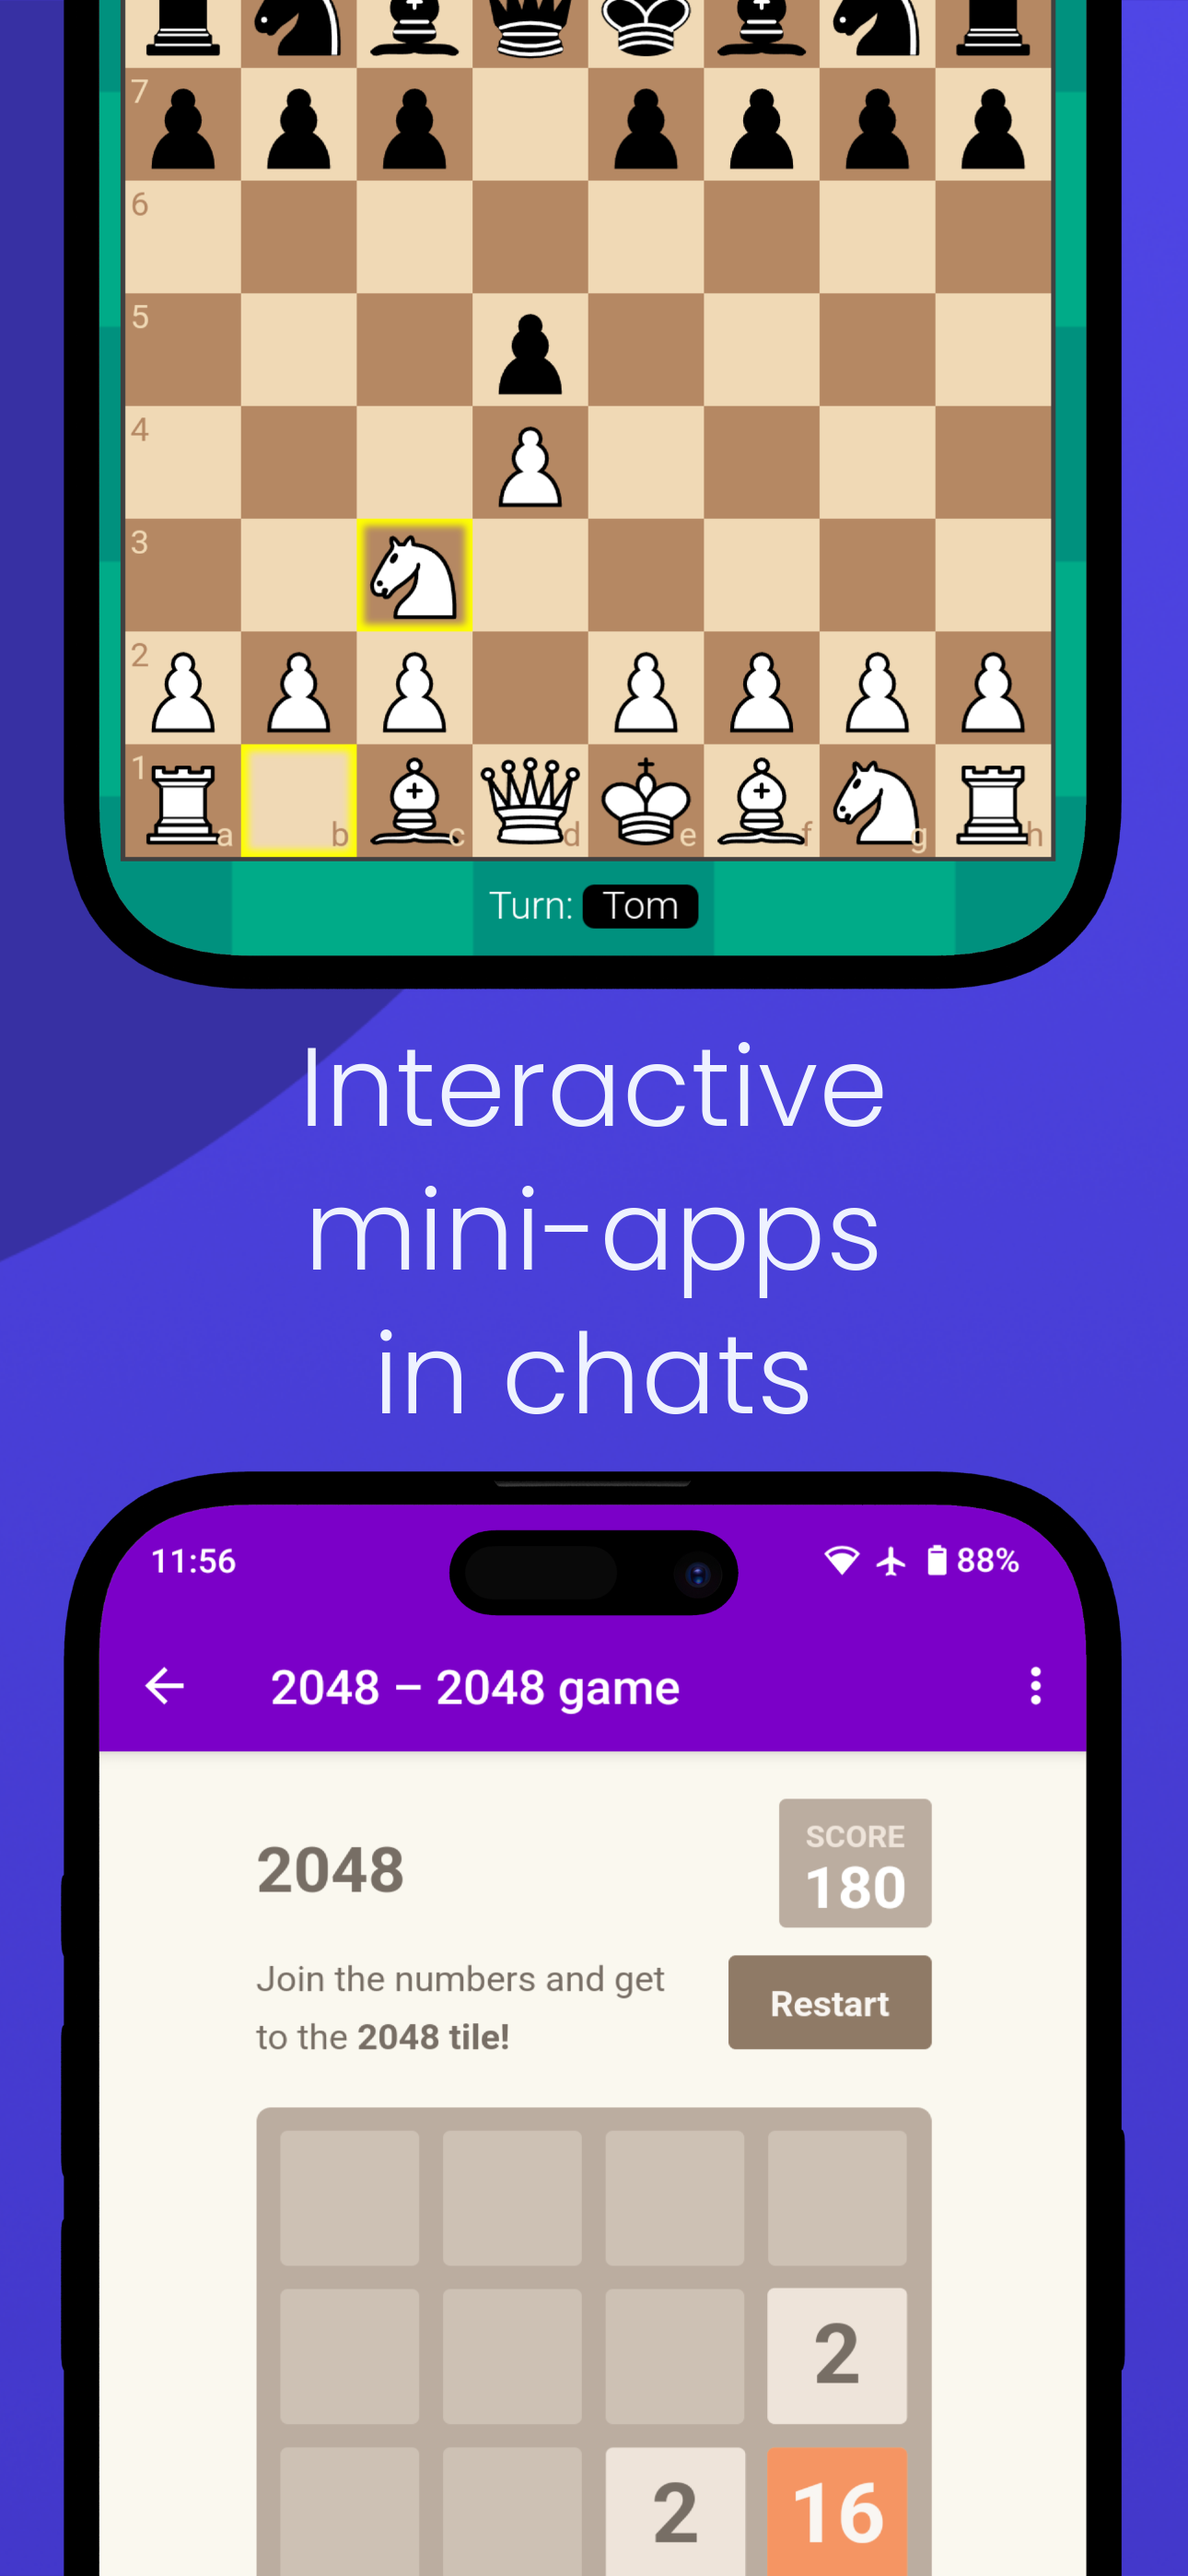 7
6
5
4
3
2
1
a b c d e f g h
Turn: Tom
Interactive
mini-apps
in chats
11:56
88%
2048 – 2048 game
SCORE
2048
180
Join the numbers and get
to the 2048 tile!
Restart
2
2 16